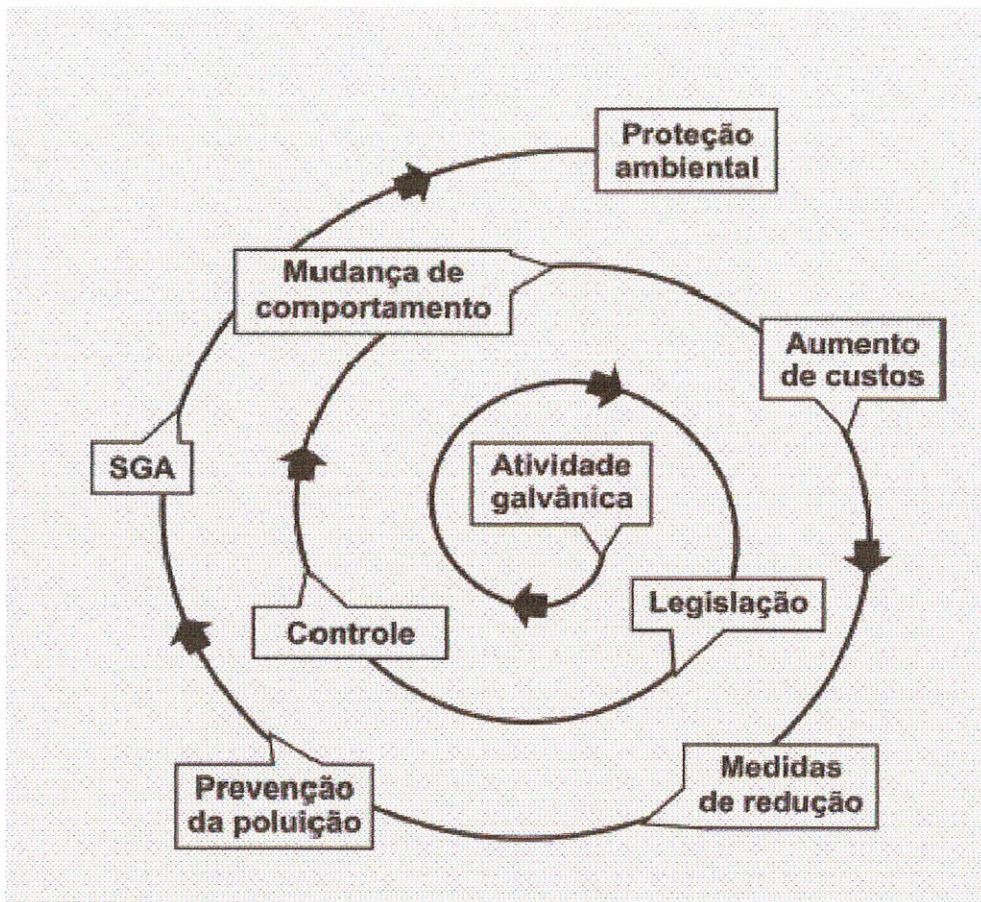 Proteção
ambiental
Mudança de
comportamento
Aumento
de custos
SGA
Atividade
galvânica
Legislação
Controle
Medidas
de redução
Prevenção
da poluição